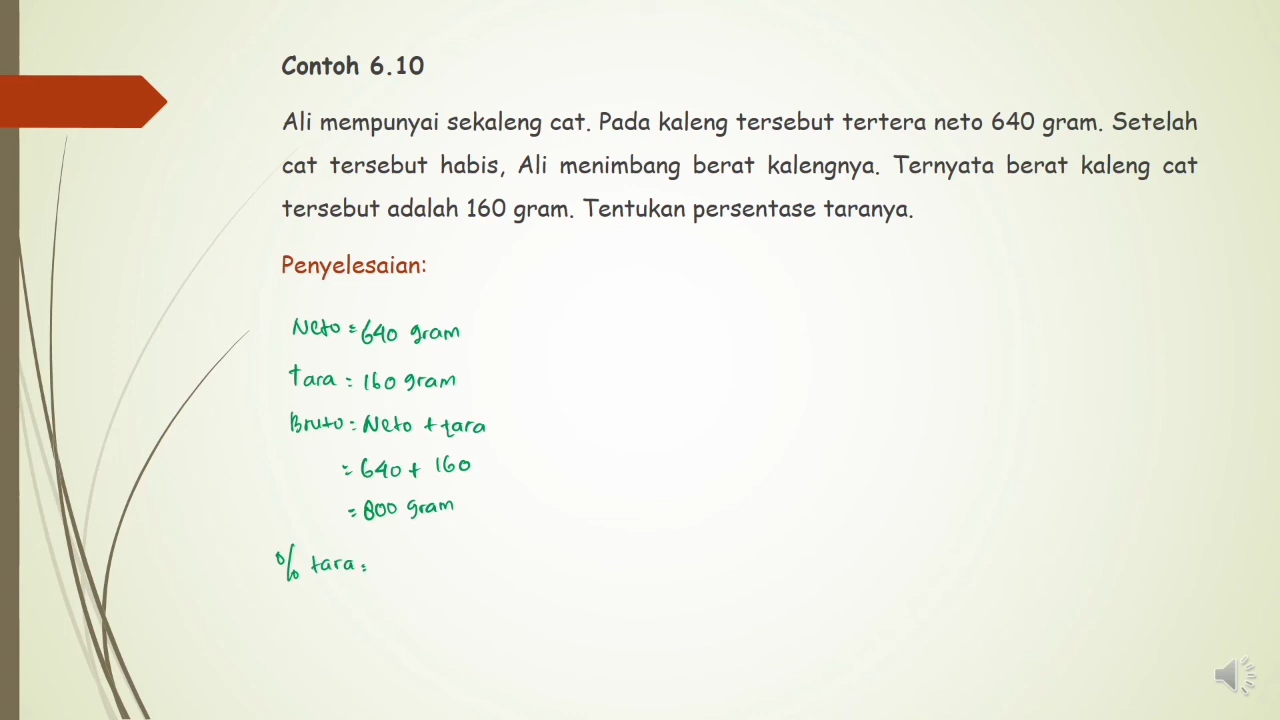 Contoh 6.10
Ali mempunyai sekaleng cat. Pada kaleng tersebut tertera neto 640 gram. Setelah
cat tersebut habis, Ali menimbang berat kalengnya. Ternyata berat kaleng cat
tersebut adalah 160 gram. Tentukan persentase taranya.
Penyelesaian:
Neto = 640 gram
tara = 160 gram
Bruto = Neto + tara
= 640 + 160
= 800 gram
% tara =